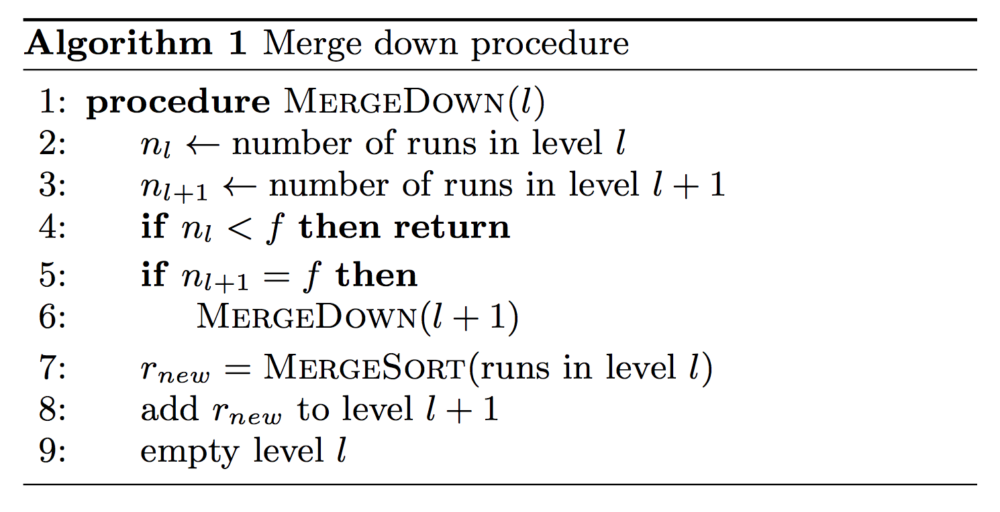 Algorithm 1 Merge down procedure
1: procedure MERGEDOWN(l)
2: n_l ← number of runs in level l
3: n_{l+1} ← number of runs in level l + 1
4: if n_l < f then return
5: if n_{l+1} = f then
6: MERGEDOWN(l + 1)
7: r_{new} = MERGESORT(runs in level l)
8: add r_{new} to level l + 1
9: empty level l